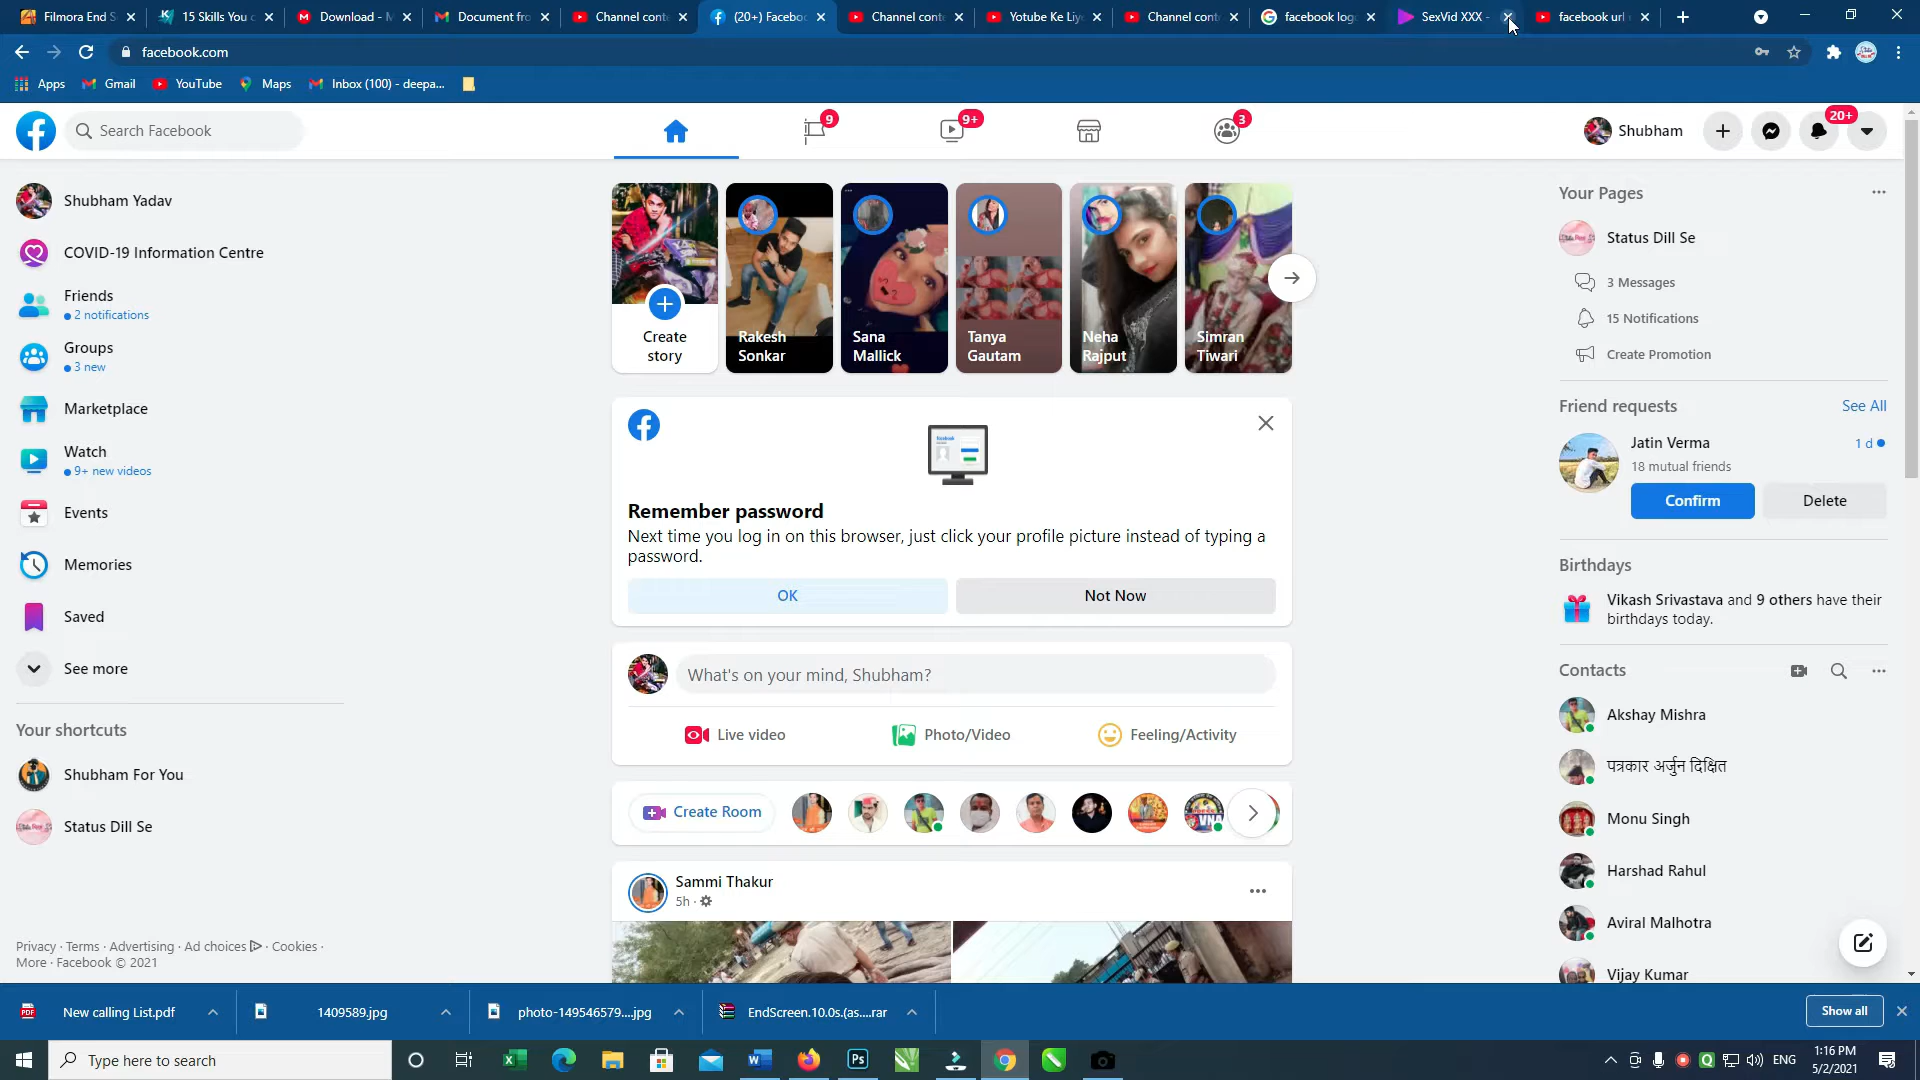 Filmora End S
15 Skills You c
Download - M
Document fro
Channel conte
(20+) Facebo
Channel conte
Yotube Ke Liy
Channel conte
facebook logo
SexVid XXX -
facebook url
facebook.com
Apps
Gmail
YouTube
Maps
Inbox (100) - deepa...
Search Facebook
9
9+
3
Shubham
20+
Shubham Yadav
COVID-19 Information Centre
Friends
2 notifications
Groups
3 new
Marketplace
Watch
9+ new videos
Events
Memories
Saved
See more
Your shortcuts
Shubham For You
Status Dill Se
Privacy · Terms · Advertising · Ad choices · Cookies ·
More · Facebook © 2021
Create
story
Rakesh
Sonkar
Sana
Mallick
Tanya
Gautam
Neha
Rajput
Simran
Tiwari
Remember password
Next time you log in on this browser, just click your profile picture instead of typing a
password.
OK
Not Now
What's on your mind, Shubham?
Live video
Photo/Video
Feeling/Activity
Create Room
Sammi Thakur
5h ·
Your Pages
Status Dill Se
3 Messages
15 Notifications
Create Promotion
Friend requests
See All
Jatin Verma
1 d
18 mutual friends
Confirm
Delete
Birthdays
Vikash Srivastava and 9 others have their
birthdays today.
Contacts
Akshay Mishra
पत्रकार अर्जुन दिक्षित
Monu Singh
Harshad Rahul
Aviral Malhotra
Vijay Kumar
New calling List.pdf
1409589.jpg
photo-149546579....jpg
EndScreen.10.0s.(as....rar
Show all
Type here to search
ENG
1:16 PM
5/2/2021